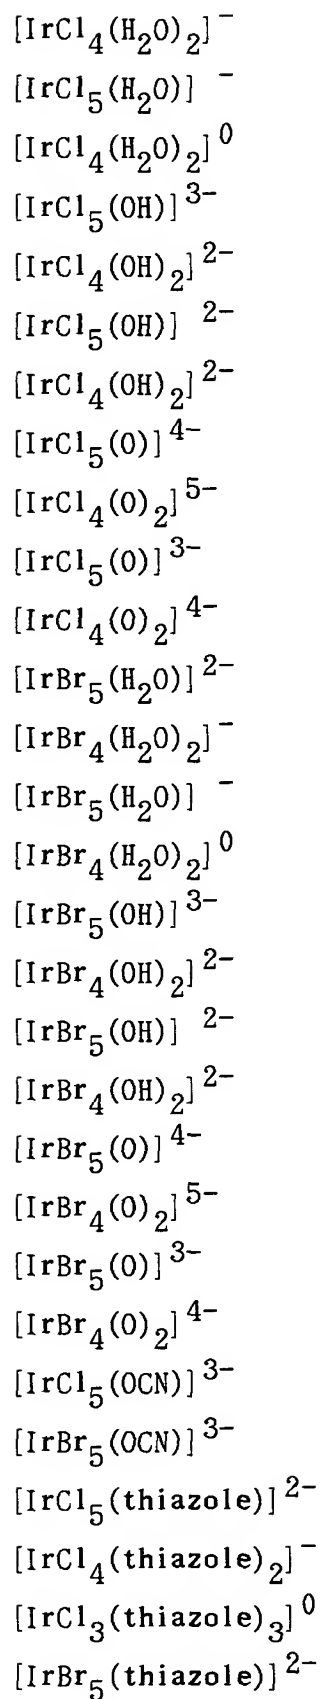 [IrCl₄(H₂O)₂]⁻
[IrCl₅(H₂O)]⁻
[IrCl₄(H₂O)₂]⁰
[IrCl₅(OH)]³⁻
[IrCl₄(OH)₂]²⁻
[IrCl₅(OH)]²⁻
[IrCl₄(OH)₂]²⁻
[IrCl₅(O)]⁴⁻
[IrCl₄(O)₂]⁵⁻
[IrCl₅(O)]³⁻
[IrCl₄(O)₂]⁴⁻
[IrBr₅(H₂O)]²⁻
[IrBr₄(H₂O)₂]⁻
[IrBr₅(H₂O)]⁻
[IrBr₄(H₂O)₂]⁰
[IrBr₅(OH)]³⁻
[IrBr₄(OH)₂]²⁻
[IrBr₅(OH)]²⁻
[IrBr₄(OH)₂]²⁻
[IrBr₅(O)]⁴⁻
[IrBr₄(O)₂]⁵⁻
[IrBr₅(O)]³⁻
[IrBr₄(O)₂]⁴⁻
[IrCl₅(OCN)]³⁻
[IrBr₅(OCN)]³⁻
[IrCl₅(thiazole)]²⁻
[IrCl₄(thiazole)₂]⁻
[IrCl₃(thiazole)₃]⁰
[IrBr₅(thiazole)]²⁻